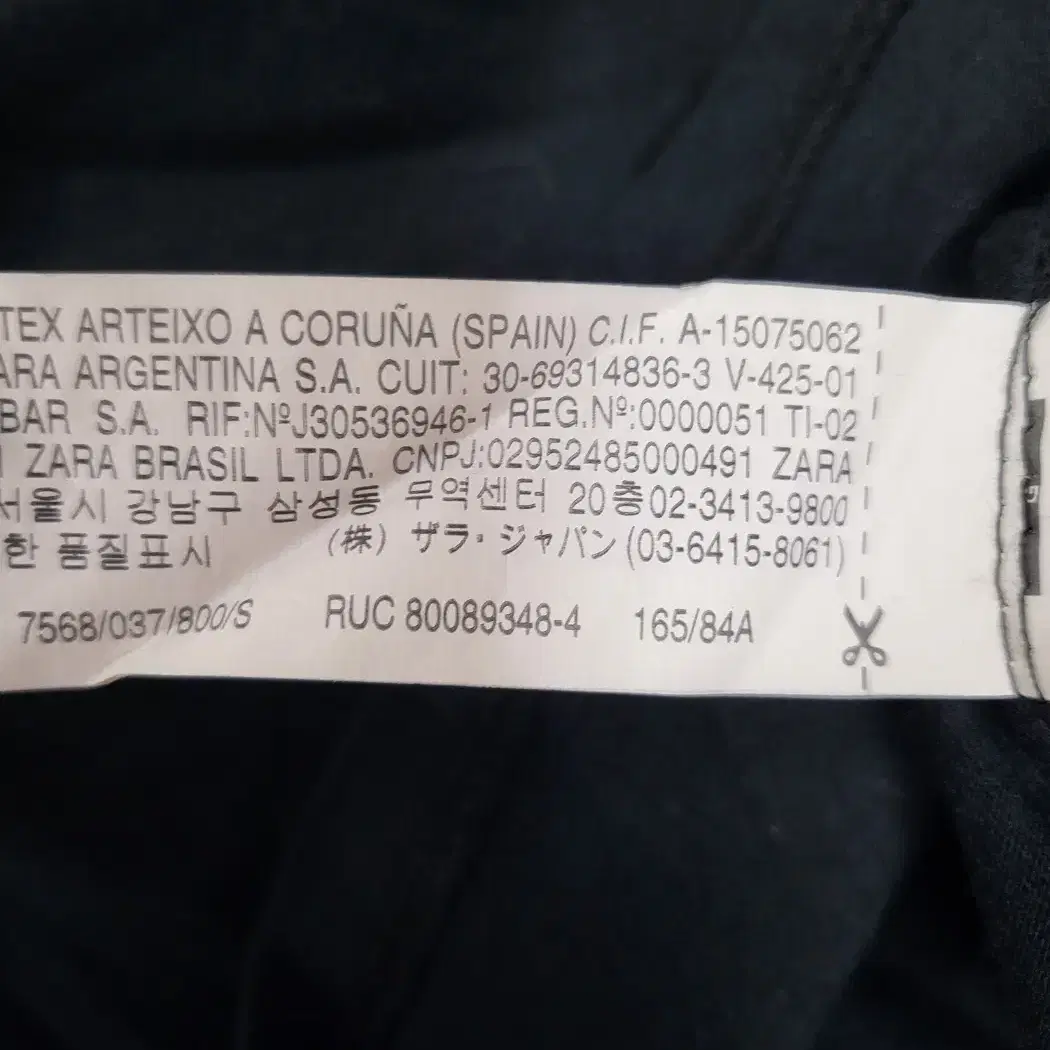 TEX ARTEIXO A CORUÑA (SPAIN) C.I.F. A-15075062
ARA ARGENTINA S.A. CUIT: 30-69314836-3 V-425-01
BAR S.A. RIF:NºJ30536946-1 REG.Nº:0000051 TI-02
ZARA BRASIL LTDA. CNPJ:02952485000491 ZARA
서울시 강남구 삼성동 무역센터 20층02-3413-9800
한 품질표시 (株) ザラ・ジャパン (03-6415-8061)
7568/037/800/S RUC 80089348-4 165/84A